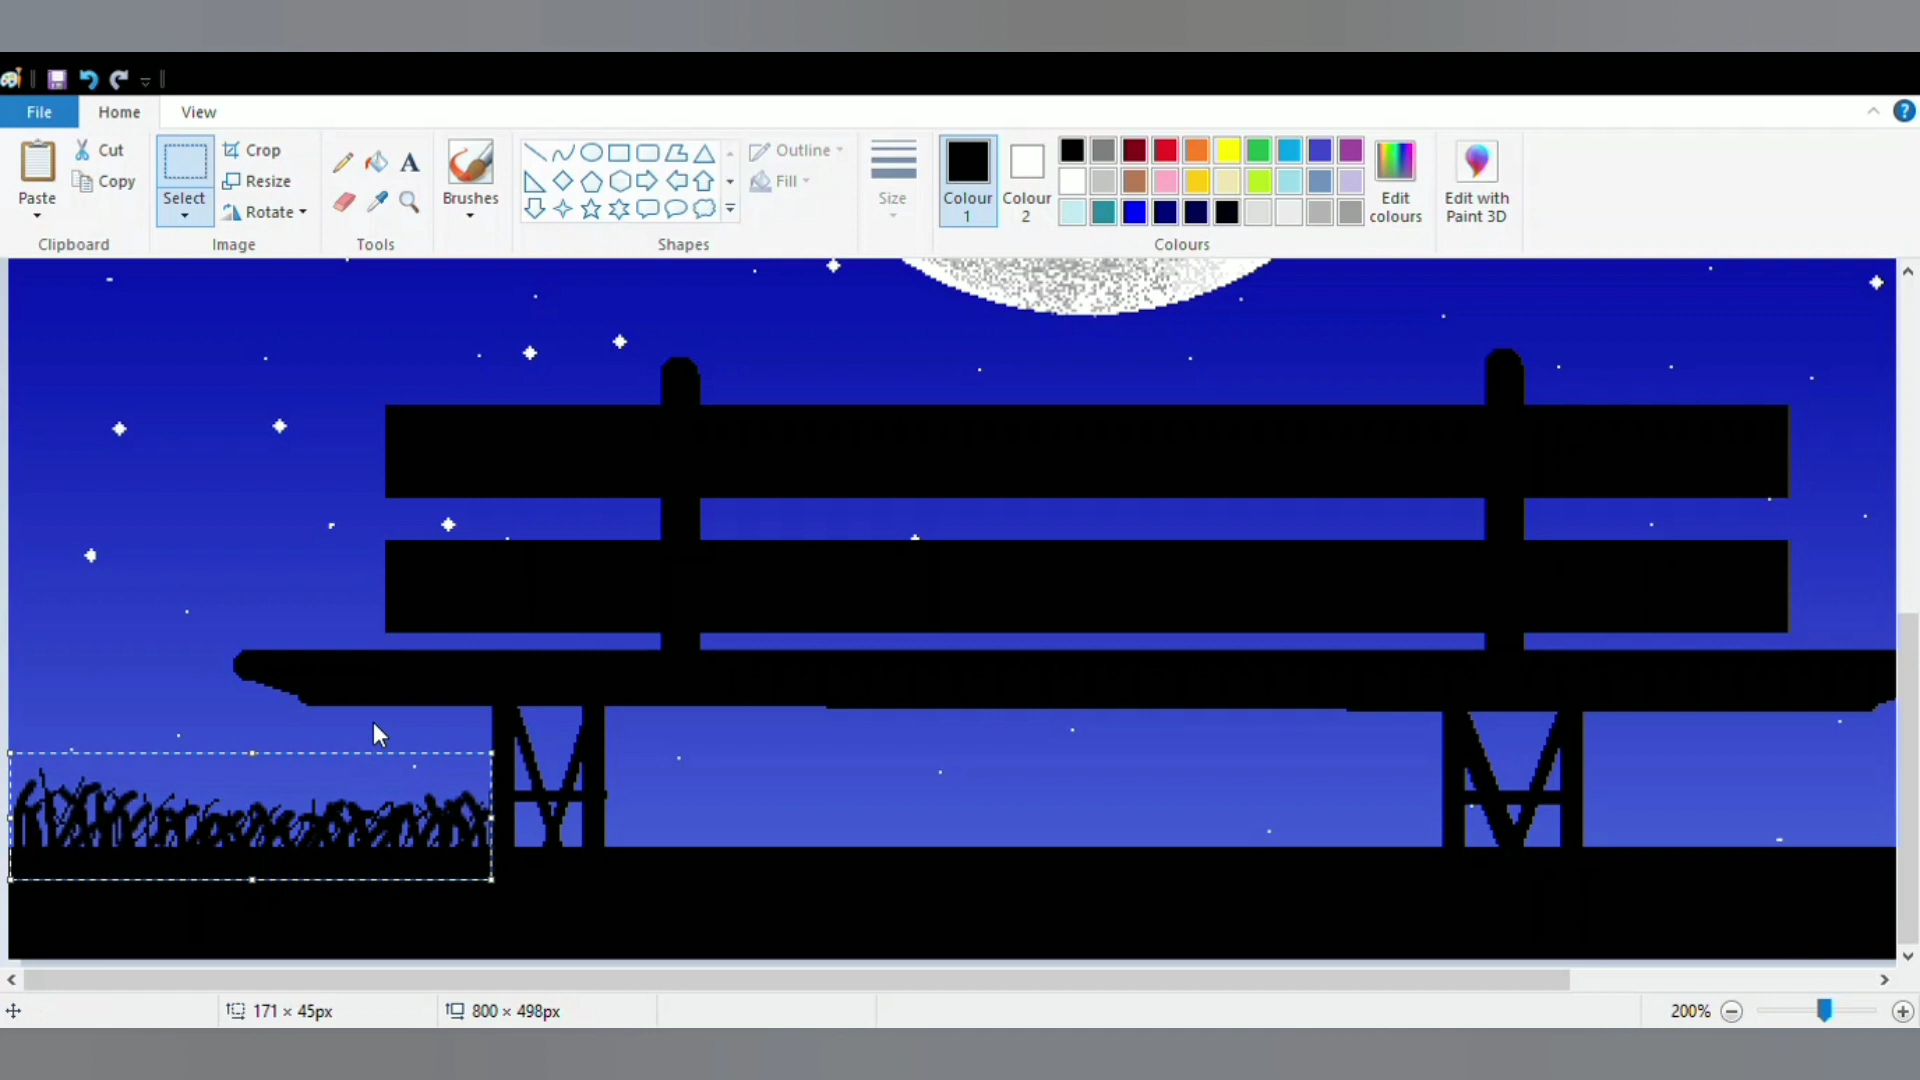 File Home View
?
Paste
Cut
Copy
Clipboard
Select
Crop
Resize
Rotate
Image
A
Tools
Brushes
Shapes
Outline
Fill
Size
Colour
1
Colour
2
Edit
colours
Colours
Edit with
Paint 3D
171 × 45px
800 × 498px
200%